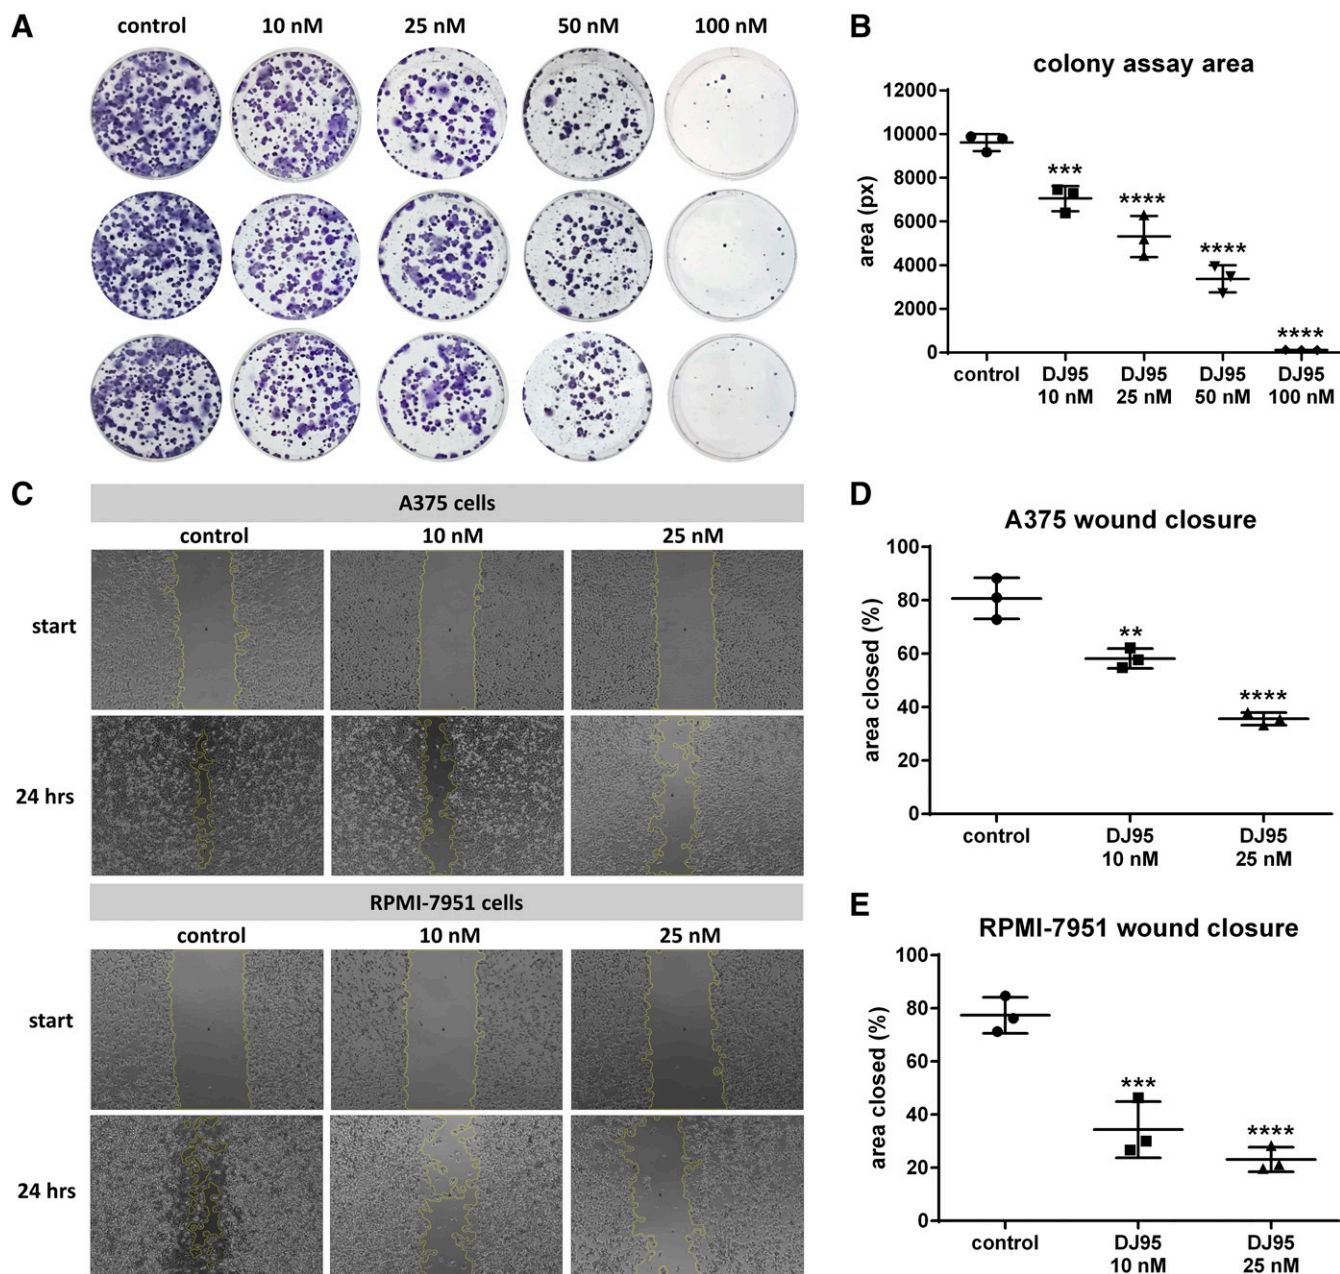 A
control 10 nM 25 nM 50 nM 100 nM
B
colony assay area
12000
10000
8000
6000
4000
2000
0
area (px)
***
****
****
****
control DJ95 DJ95 DJ95 DJ95
10 nM 25 nM 50 nM 100 nM
C
A375 cells
control 10 nM 25 nM
start
24 hrs
RPMI-7951 cells
control 10 nM 25 nM
start
24 hrs
D
A375 wound closure
100
80
60
40
20
0
area closed (%)
**
****
control DJ95 DJ95
10 nM 25 nM
E
RPMI-7951 wound closure
100
80
60
40
20
0
area closed (%)
***
****
control DJ95 DJ95
10 nM 25 nM